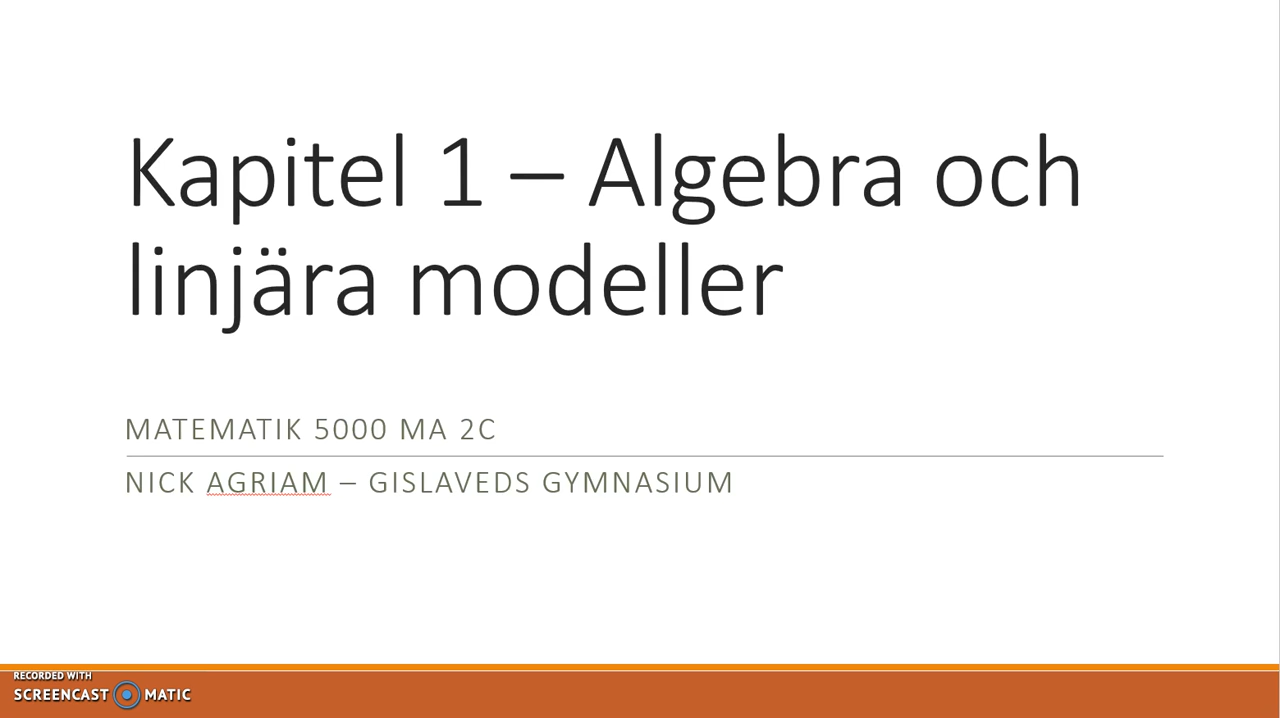 Kapitel 1 – Algebra och
linjära modeller
MATEMATIK 5000 MA 2C
NICK AGRIAM – GISLAVEDS GYMNASIUM
RECORDED WITH
SCREENCAST MATIC